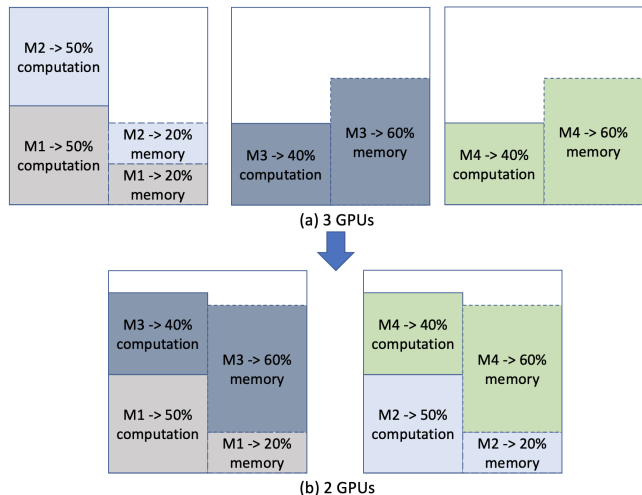 M2 -> 50%
computation
M1 -> 50%
computation
M2 -> 20%
memory
M1 -> 20%
memory
M3 -> 40%
computation
M3 -> 60%
memory
M4 -> 40%
computation
M4 -> 60%
memory
(a) 3 GPUs
M3 -> 40%
computation
M1 -> 50%
computation
M3 -> 60%
memory
M1 -> 20%
memory
M4 -> 40%
computation
M2 -> 50%
computation
M4 -> 60%
memory
M2 -> 20%
memory
(b) 2 GPUs